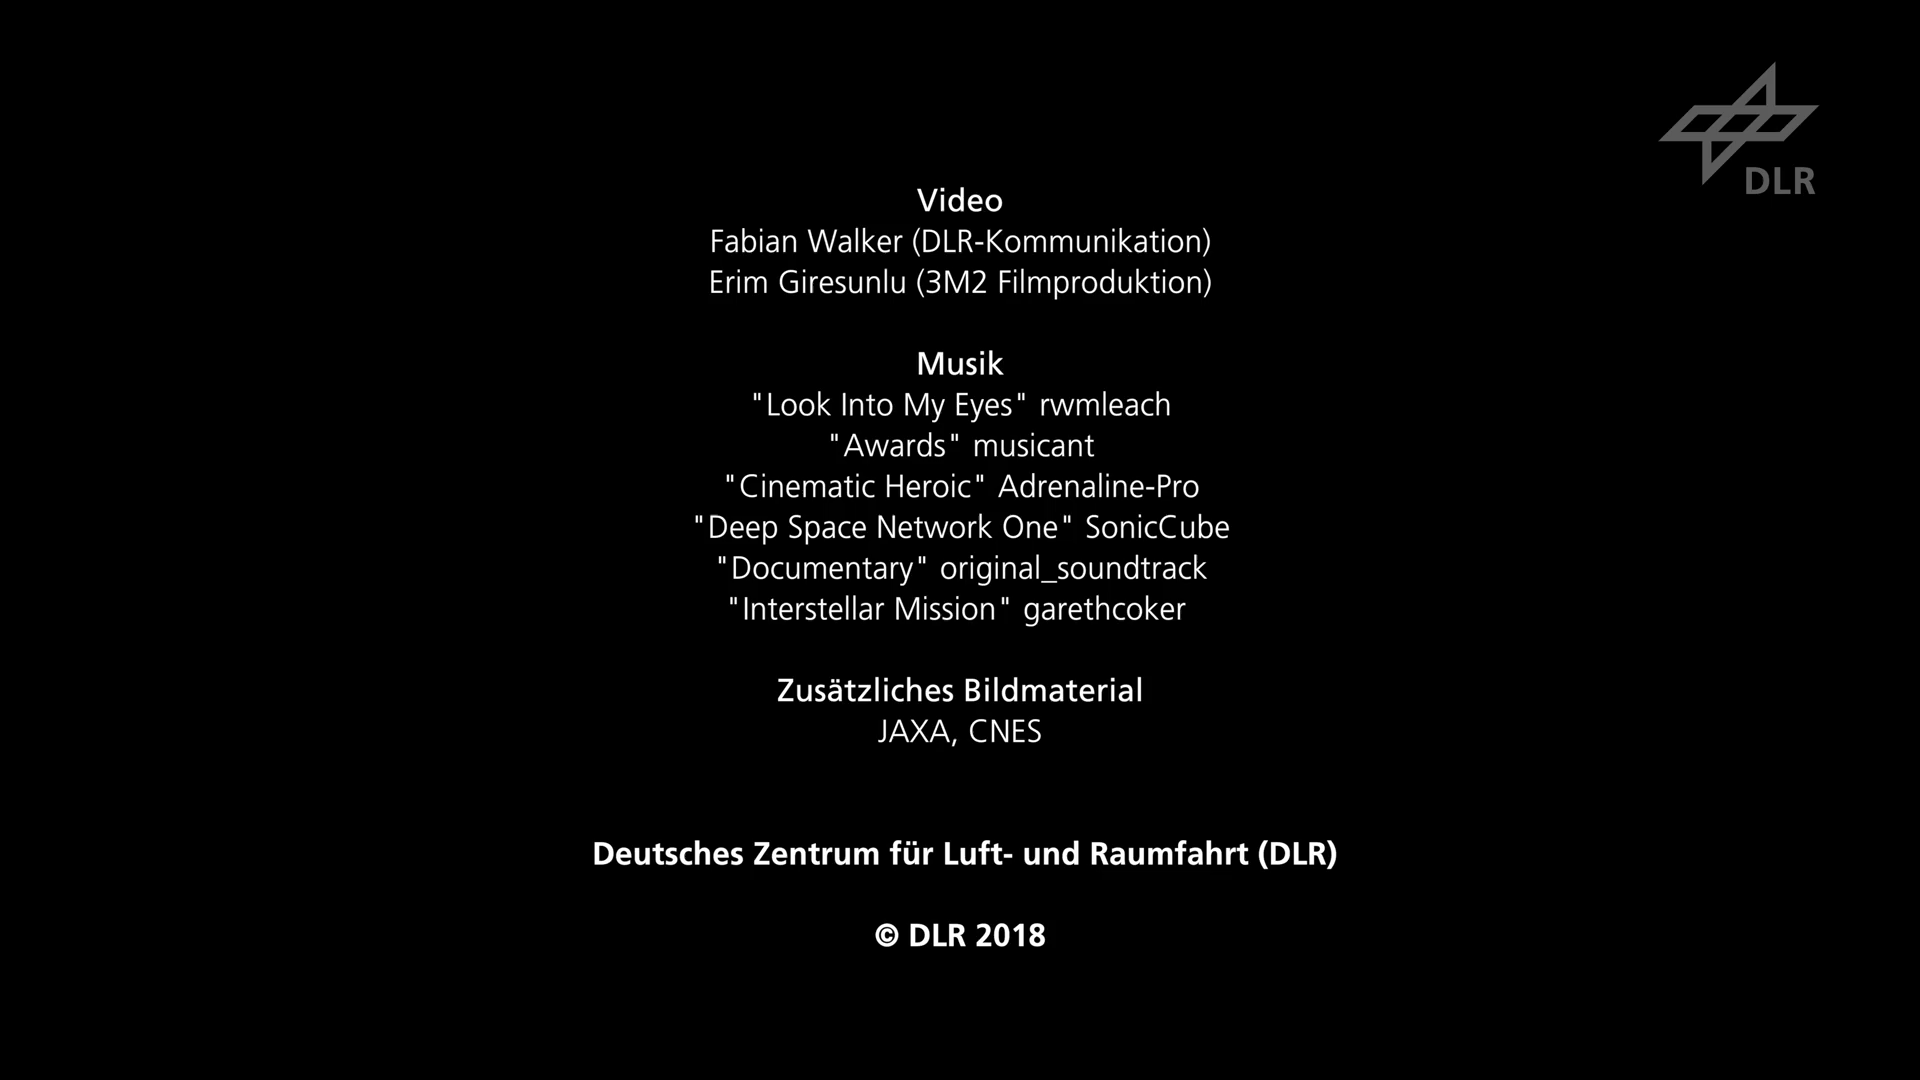 DLR
Video
Fabian Walker (DLR-Kommunikation)
Erim Giresunlu (3M2 Filmproduktion)
Musik
"Look Into My Eyes" rwmleach
"Awards" musicant
"Cinematic Heroic" Adrenaline-Pro
"Deep Space Network One" SonicCube
"Documentary" original_soundtrack
"Interstellar Mission" garethcoker
Zusätzliches Bildmaterial
JAXA, CNES
Deutsches Zentrum für Luft- und Raumfahrt (DLR)
© DLR 2018